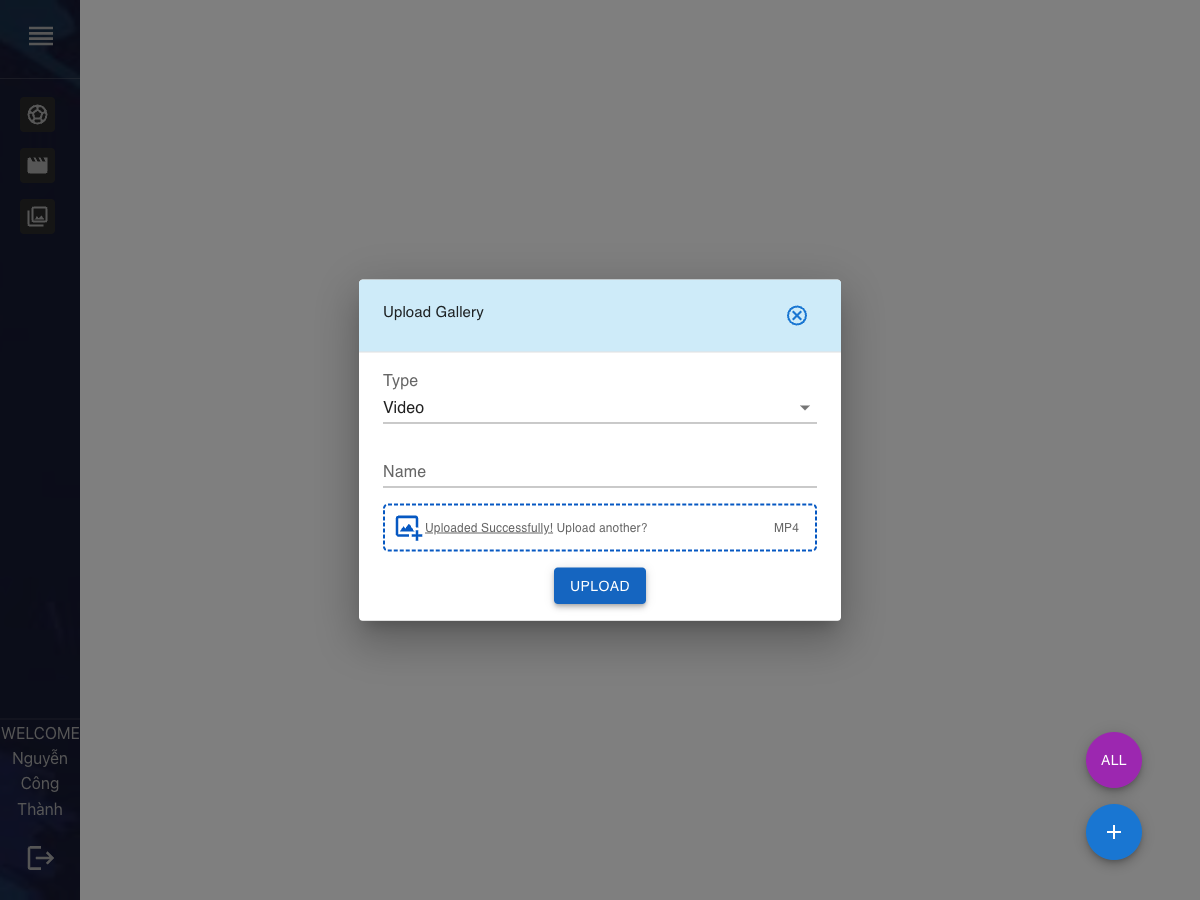 Upload Gallery
Type
Video
Name
Uploaded Successfully! Upload another? MP4
UPLOAD
WELCOME
Nguyễn
Công
Thành
ALL